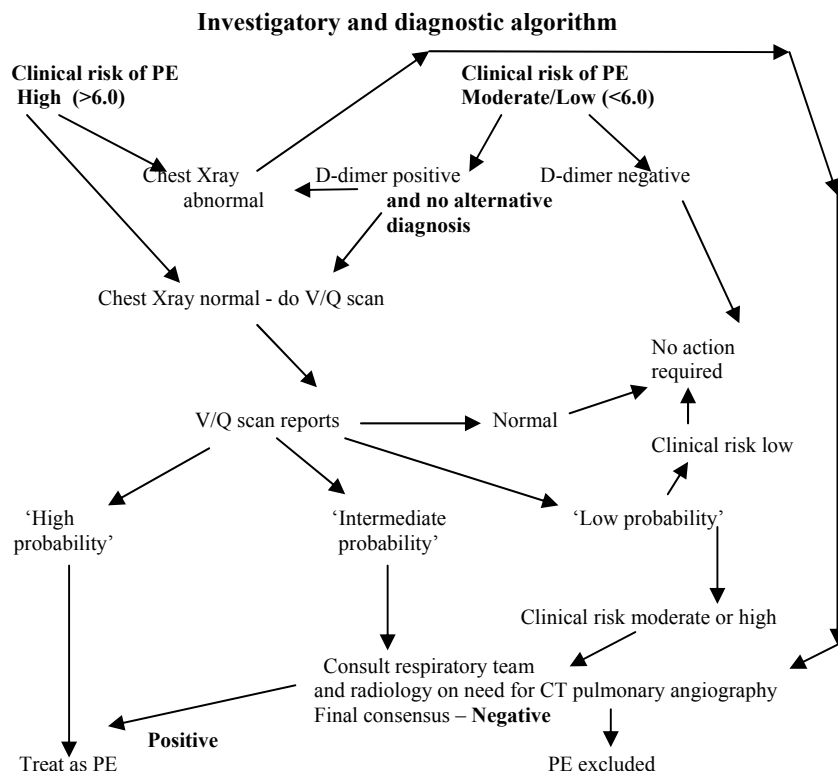 Investigatory and diagnostic algorithm
Clinical risk of PE
High (>6.0)
Clinical risk of PE
Moderate/Low (<6.0)
Chest Xray
abnormal
D-dimer positive
and no alternative
diagnosis
D-dimer negative
Chest Xray normal - do V/Q scan
No action
required
V/Q scan reports
Normal
Clinical risk low
‘High
probability’
‘Intermediate
probability’
‘Low probability’
Clinical risk moderate or high
Consult respiratory team
and radiology on need for CT pulmonary angiography
Final consensus – Negative
Positive
Treat as PE
PE excluded